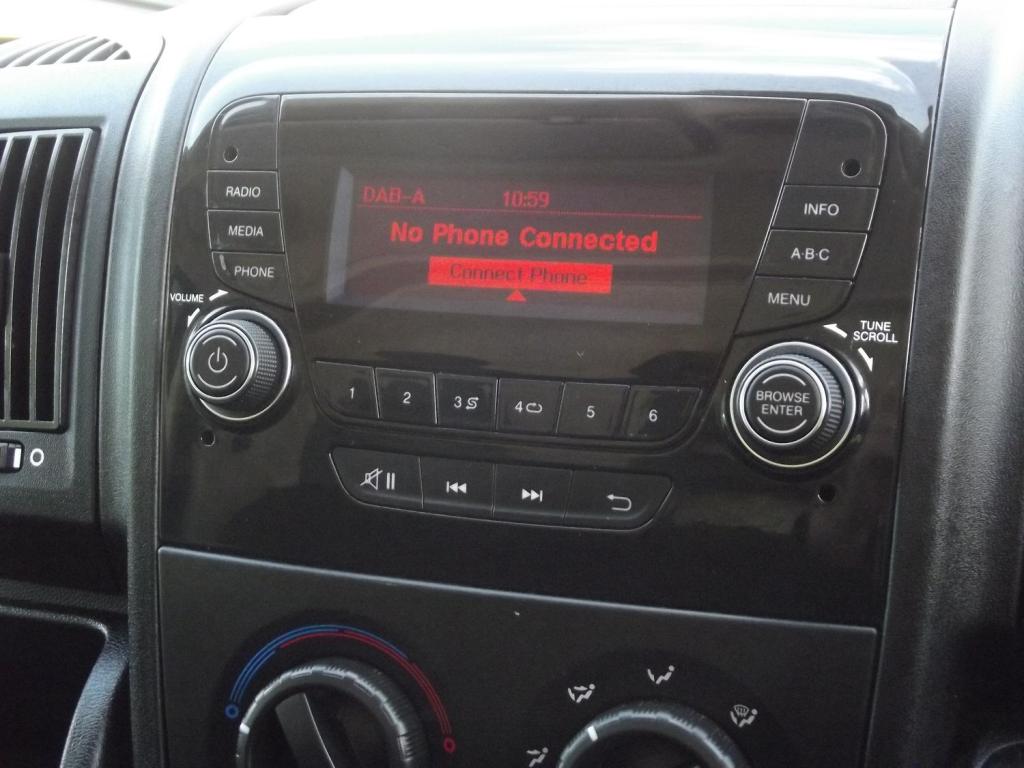 RADIO
MEDIA
PHONE
VOLUME
DAB-A 10:59
No Phone Connected
Connect Phone
INFO
A·B·C
MENU
TUNE
SCROLL
BROWSE
ENTER
1 2 3 4 5 6